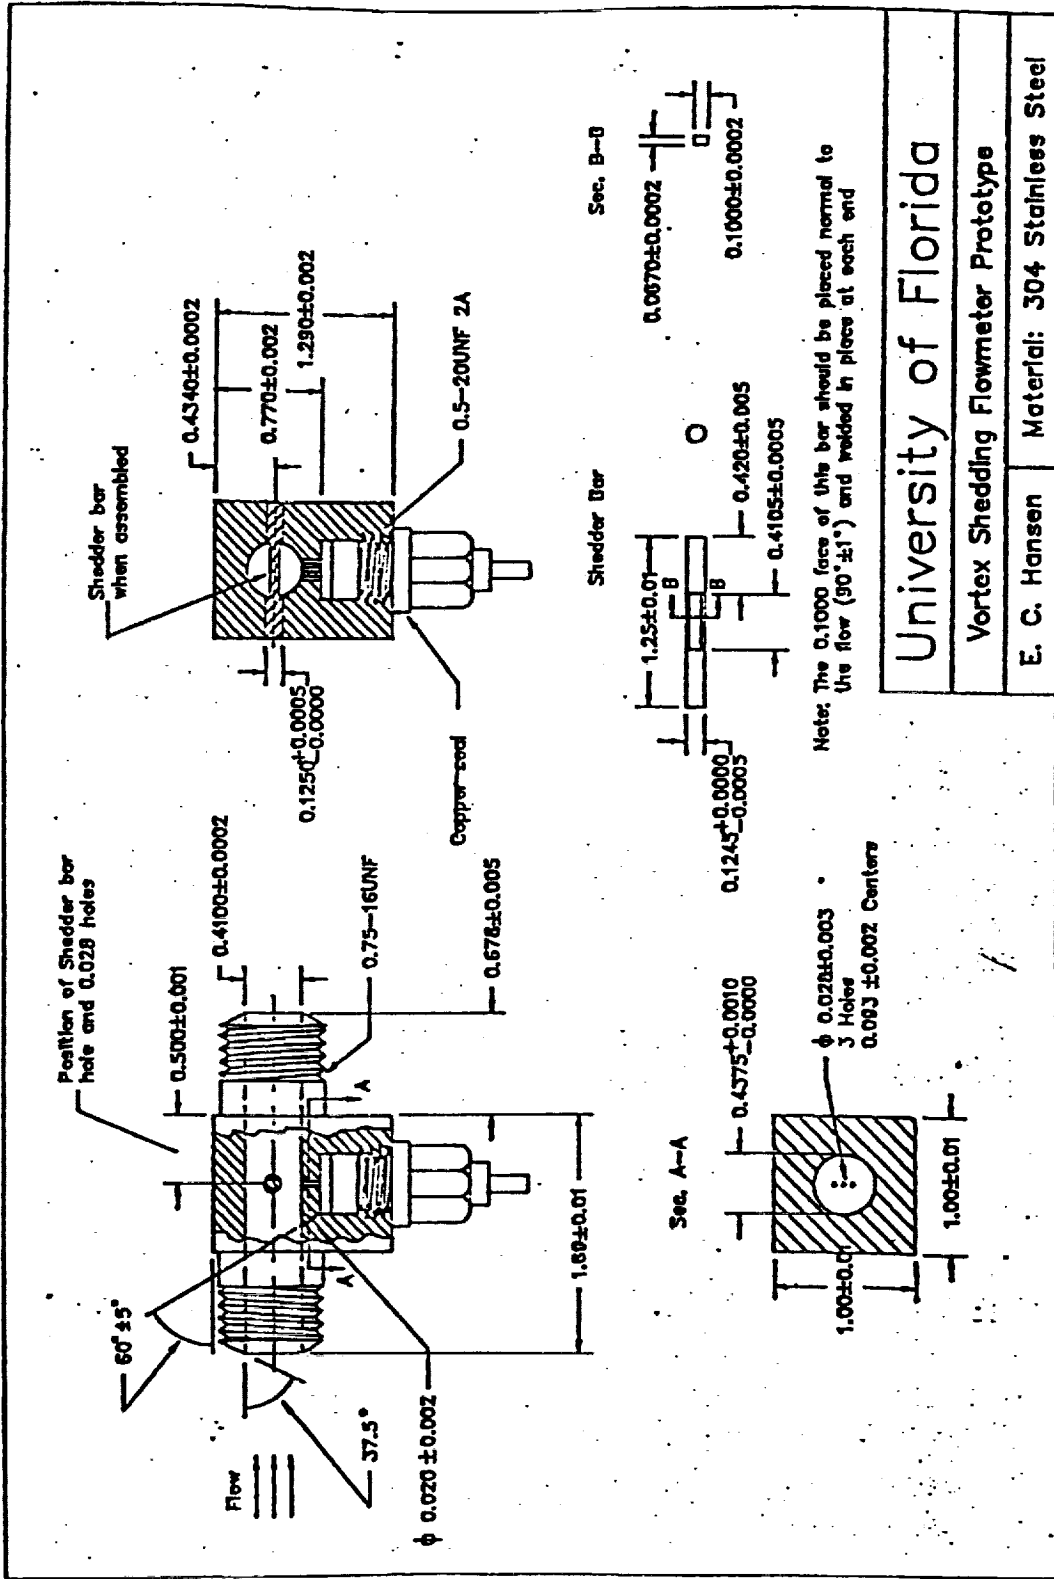 Position of Shedder bar
hole and 0.028 holes
0.500±0.001
0.4100±0.0002
0.75-16UNF
0.678±0.005
60°±5°
Flow
37.5°
ϕ 0.020±0.002
A
A
1.89±0.01
Shedder bar
when assembled
0.4340±0.0002
0.770±0.002
1.290±0.002
0.1250+0.0005
-0.0000
Copper seal
0.5-20UNF 2A
Sec. A-A
0.4375+0.0010
-0.0000
ϕ 0.028±0.003
3 Holes
0.093 ±0.002 Centers
1.00±0.01
1.00±0.01
Shedder Bar
1.25±0.01
B
B
0.420±0.005
0.4105±0.0005
0.1245+0.0000
-0.0005
Sec. B-B
0.0670±0.0002
0.1000±0.0002
Note: The 0.1000 face of this bar should be placed normal to
the flow (90°±1°) and welded in place at each end
University of Florida
Vortex Shedding Flowmeter Prototype
E. C. Hansen
Material: 304 Stainless Steel